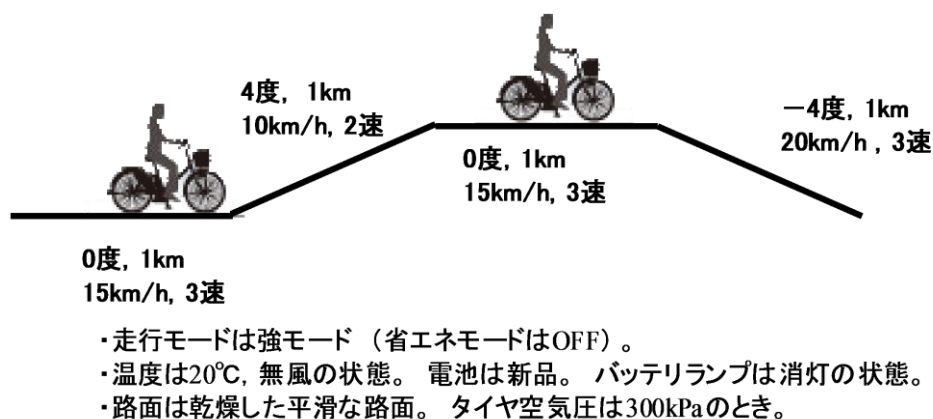 4度, 1km
10km/h, 2速
−4度, 1km
20km/h , 3速
0度, 1km
15km/h, 3速
0度, 1km
15km/h, 3速
・走行モードは強モード （省エネモードはOFF）。
・温度は20℃, 無風の状態。 電池は新品。 バッテリランプは消灯の状態。
・路面は乾燥した平滑な路面。 タイヤ空気圧は300kPaのとき。